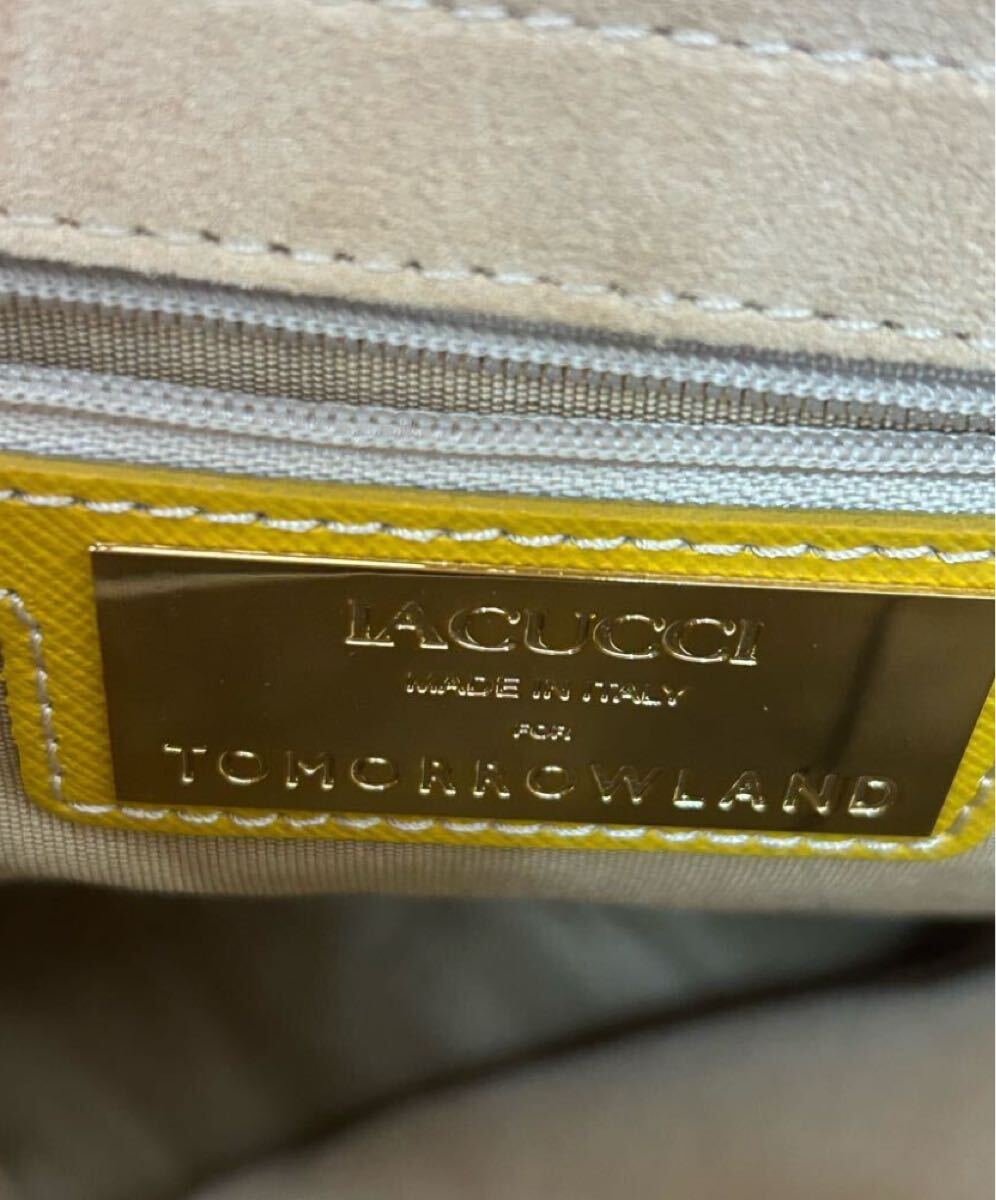 IACUCCI
MADE IN ITALY
FOR
TOMORROWLAND